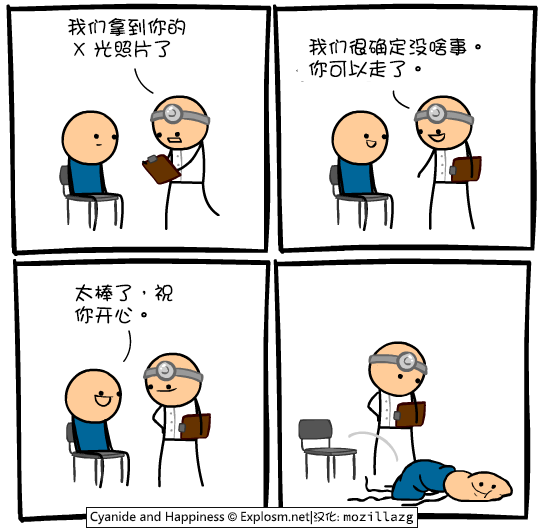 我们拿到你的
X 光照片了
我们很确定没啥事。
你可以走了。
太棒了，祝
你开心。
Cyanide and Happiness © Explosm.net|汉化: mozillazg